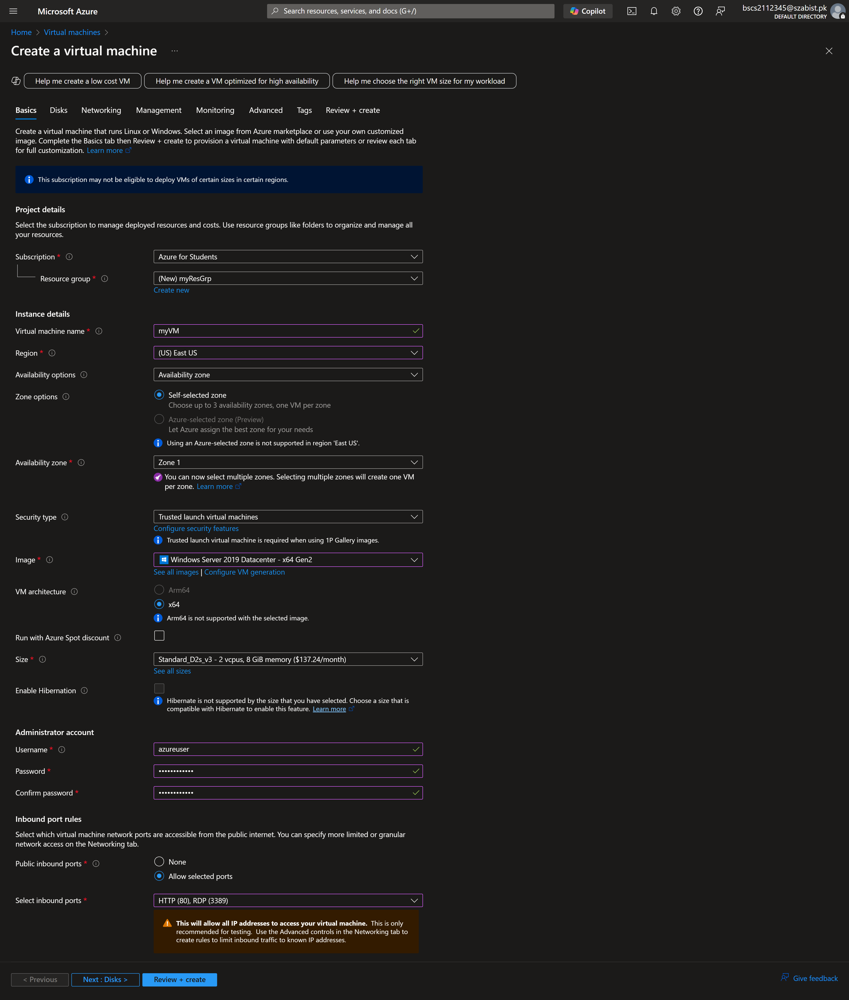 Microsoft Azure
Search resources, services, and docs (G+/)
Copilot
bscs2112345@szabist.pk
DEFAULT DIRECTORY
Home > Virtual machines >
Create a virtual machine ...
Help me create a low cost VM
Help me create a VM optimized for high availability
Help me choose the right VM size for my workload
Basics Disks Networking Management Monitoring Advanced Tags Review + create
Create a virtual machine that runs Linux or Windows. Select an image from Azure marketplace or use your own customized
image. Complete the Basics tab then Review + create to provision a virtual machine with default parameters or review each tab
for full customization. Learn more
This subscription may not be eligible to deploy VMs of certain sizes in certain regions.
Project details
Select the subscription to manage deployed resources and costs. Use resource groups like folders to organize and manage all
your resources.
Subscription *
Azure for Students
Resource group *
(New) myResGrp
Create new
Instance details
Virtual machine name *
myVM
Region *
(US) East US
Availability options
Availability zone
Zone options
Self-selected zone
Choose up to 3 availability zones, one VM per zone
Azure-selected zone (Preview)
Let Azure assign the best zone for your needs
Using an Azure-selected zone is not supported in region 'East US'.
Availability zone *
Zone 1
You can now select multiple zones. Selecting multiple zones will create one VM
per zone. Learn more
Security type
Trusted launch virtual machines
Configure security features
Trusted launch virtual machine is required when using 1P Gallery images.
Image *
Windows Server 2019 Datacenter - x64 Gen2
See all images | Configure VM generation
VM architecture
Arm64
x64
Arm64 is not supported with the selected image.
Run with Azure Spot discount
Size *
Standard_D2s_v3 - 2 vcpus, 8 GiB memory ($137.24/month)
See all sizes
Enable Hibernation
Hibernate is not supported by the size that you have selected. Choose a size that is
compatible with Hibernate to enable this feature. Learn more
Administrator account
Username *
azureuser
Password *
••••••••••••
Confirm password *
••••••••••••
Inbound port rules
Select which virtual machine network ports are accessible from the public internet. You can specify more limited or granular
network access on the Networking tab.
Public inbound ports *
None
Allow selected ports
Select inbound ports *
HTTP (80), RDP (3389)
This will allow all IP addresses to access your virtual machine. This is only
recommended for testing. Use the Advanced controls in the Networking tab to
create rules to limit inbound traffic to known IP addresses.
< Previous
Next : Disks >
Review + create
Give feedback